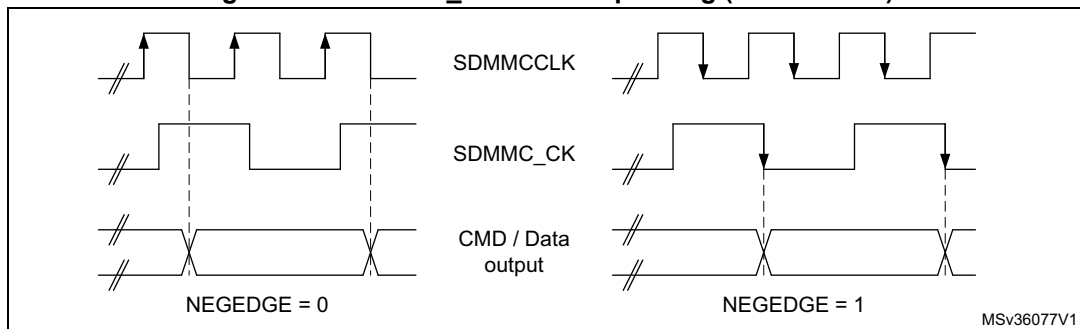 SDMMCCLK
SDMMC_CK
CMD / Data
output
NEGEDGE = 0
NEGEDGE = 1
MSv36077V1